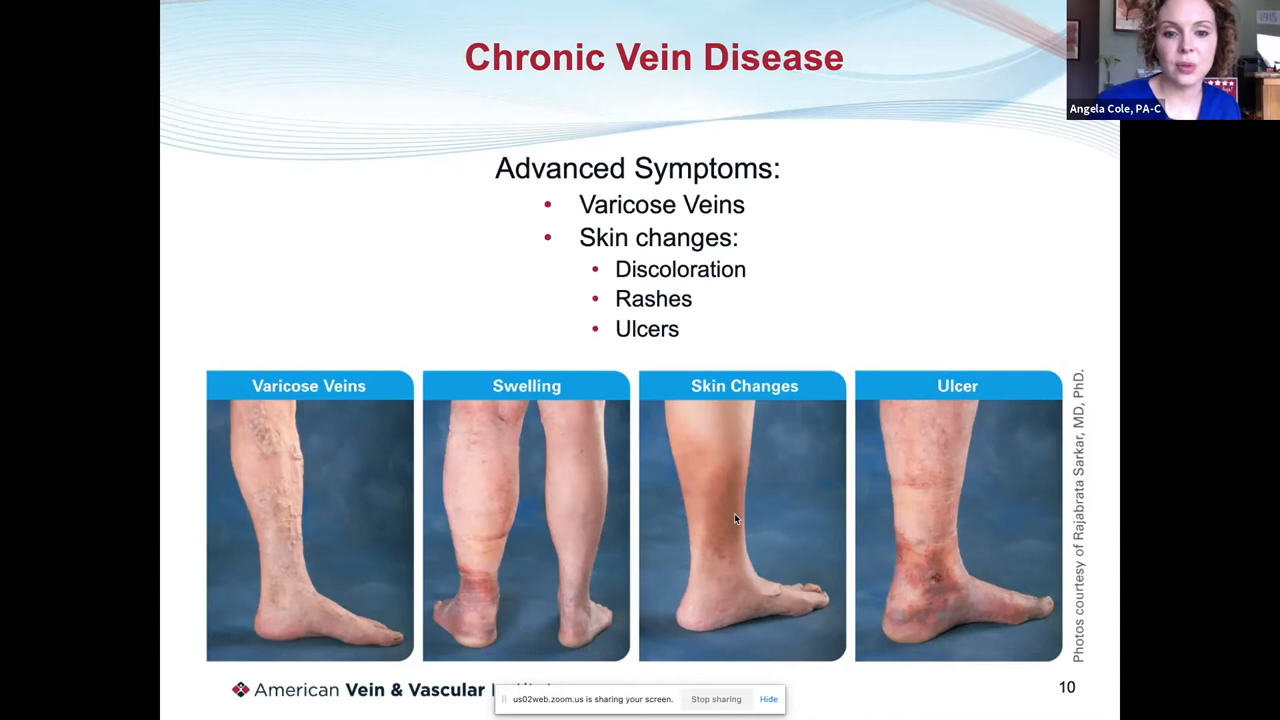 Chronic Vein Disease
Angela Cole, PA-C
Advanced Symptoms:
• Varicose Veins
• Skin changes:
• Discoloration
• Rashes
• Ulcers
Varicose Veins
Swelling
Skin Changes
Ulcer
Photos courtesy of Rajabrata Sarkar, MD, PhD.
American Vein & Vascular
us02web.zoom.us is sharing your screen.
Stop sharing
Hide
10